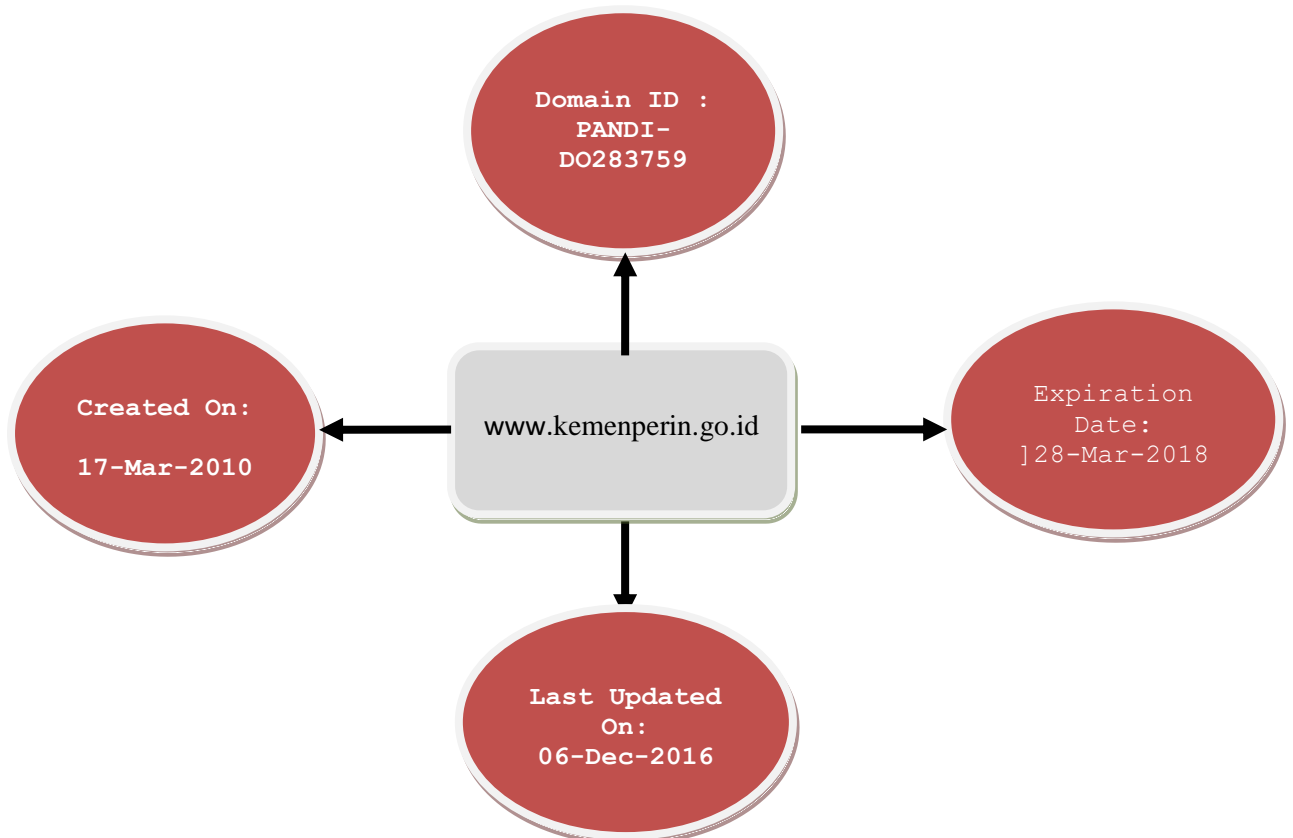 Domain ID :
PANDI-
DO283759
Created On:
17-Mar-2010
www.kemenperin.go.id
Expiration
Date:
]28-Mar-2018
Last Updated
On:
06-Dec-2016